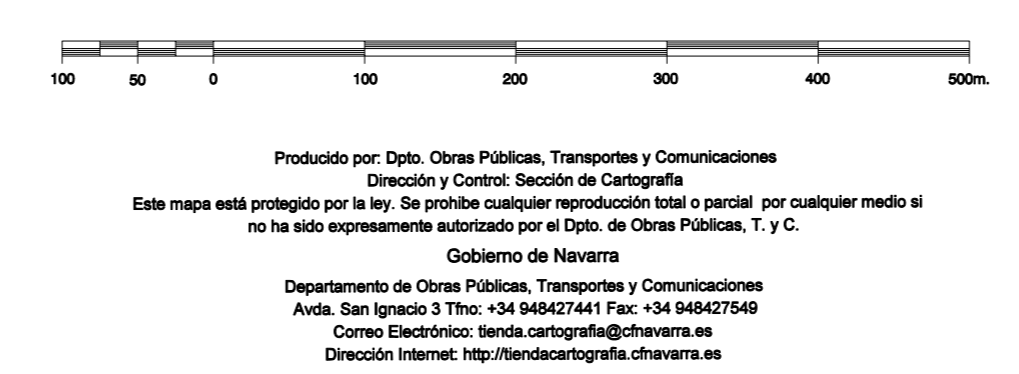 100 50 0 100 200 300 400 500m.
Producido por: Dpto. Obras Públicas, Transportes y Comunicaciones
Dirección y Control: Sección de Cartografía
Este mapa está protegido por la ley. Se prohibe cualquier reproducción total o parcial por cualquier medio si
no ha sido expresamente autorizado por el Dpto. de Obras Públicas, T. y C.
Gobierno de Navarra
Departamento de Obras Públicas, Transportes y Comunicaciones
Avda. San Ignacio 3 Tfno: +34 948427441 Fax: +34 948427549
Correo Electrónico: tienda.cartografia@cfnavarra.es
Dirección Internet: http://tiendacartografia.cfnavarra.es